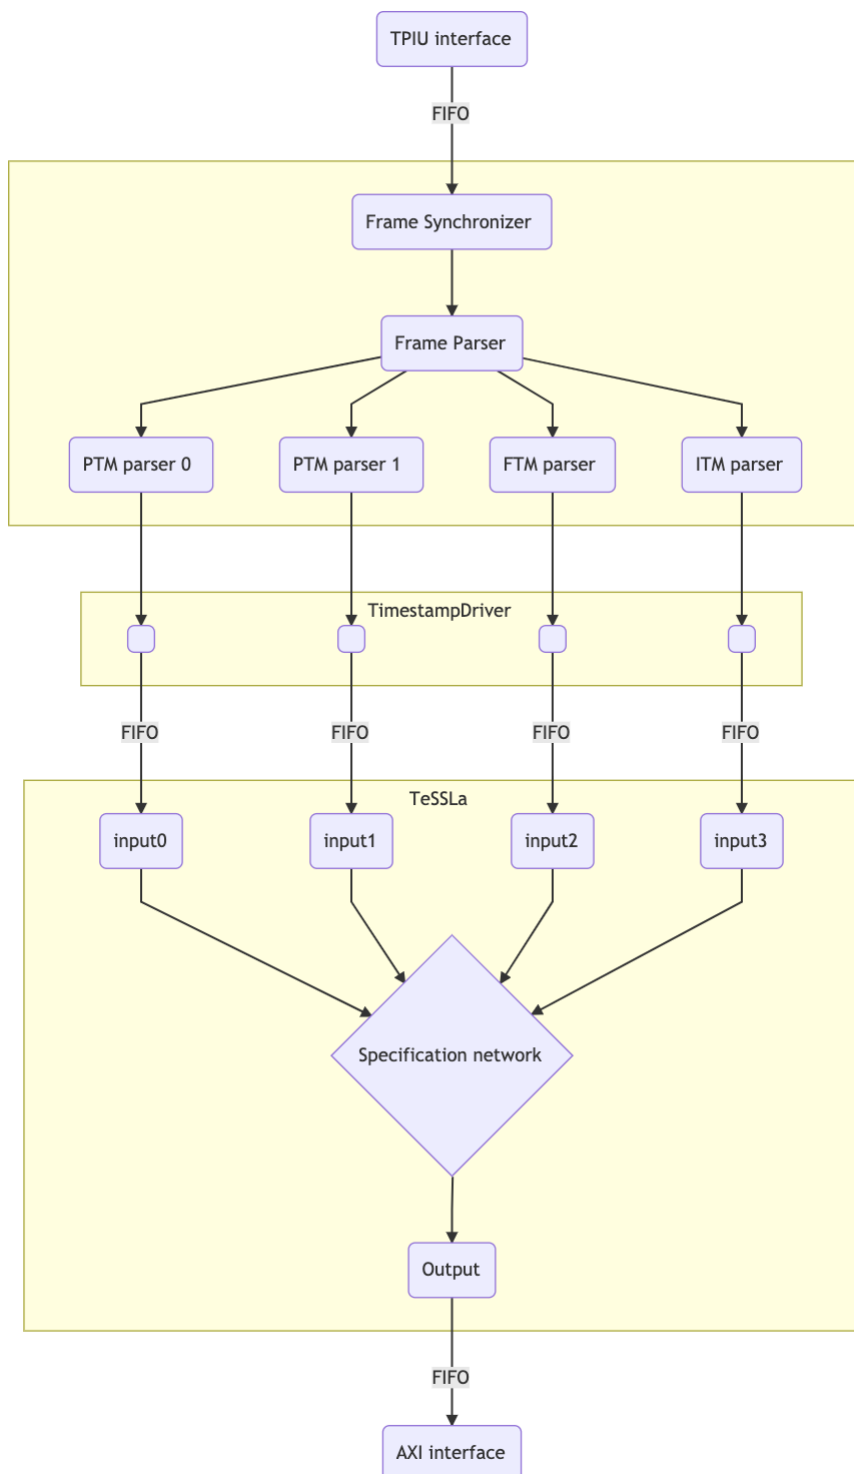 TPIU interface
FIFO
Frame Synchronizer
Frame Parser
PTM parser 0
PTM parser 1
FTM parser
ITM parser
TimestampDriver
FIFO
FIFO
FIFO
FIFO
TeSSLa
input0
input1
input2
input3
Specification network
Output
FIFO
AXI interface